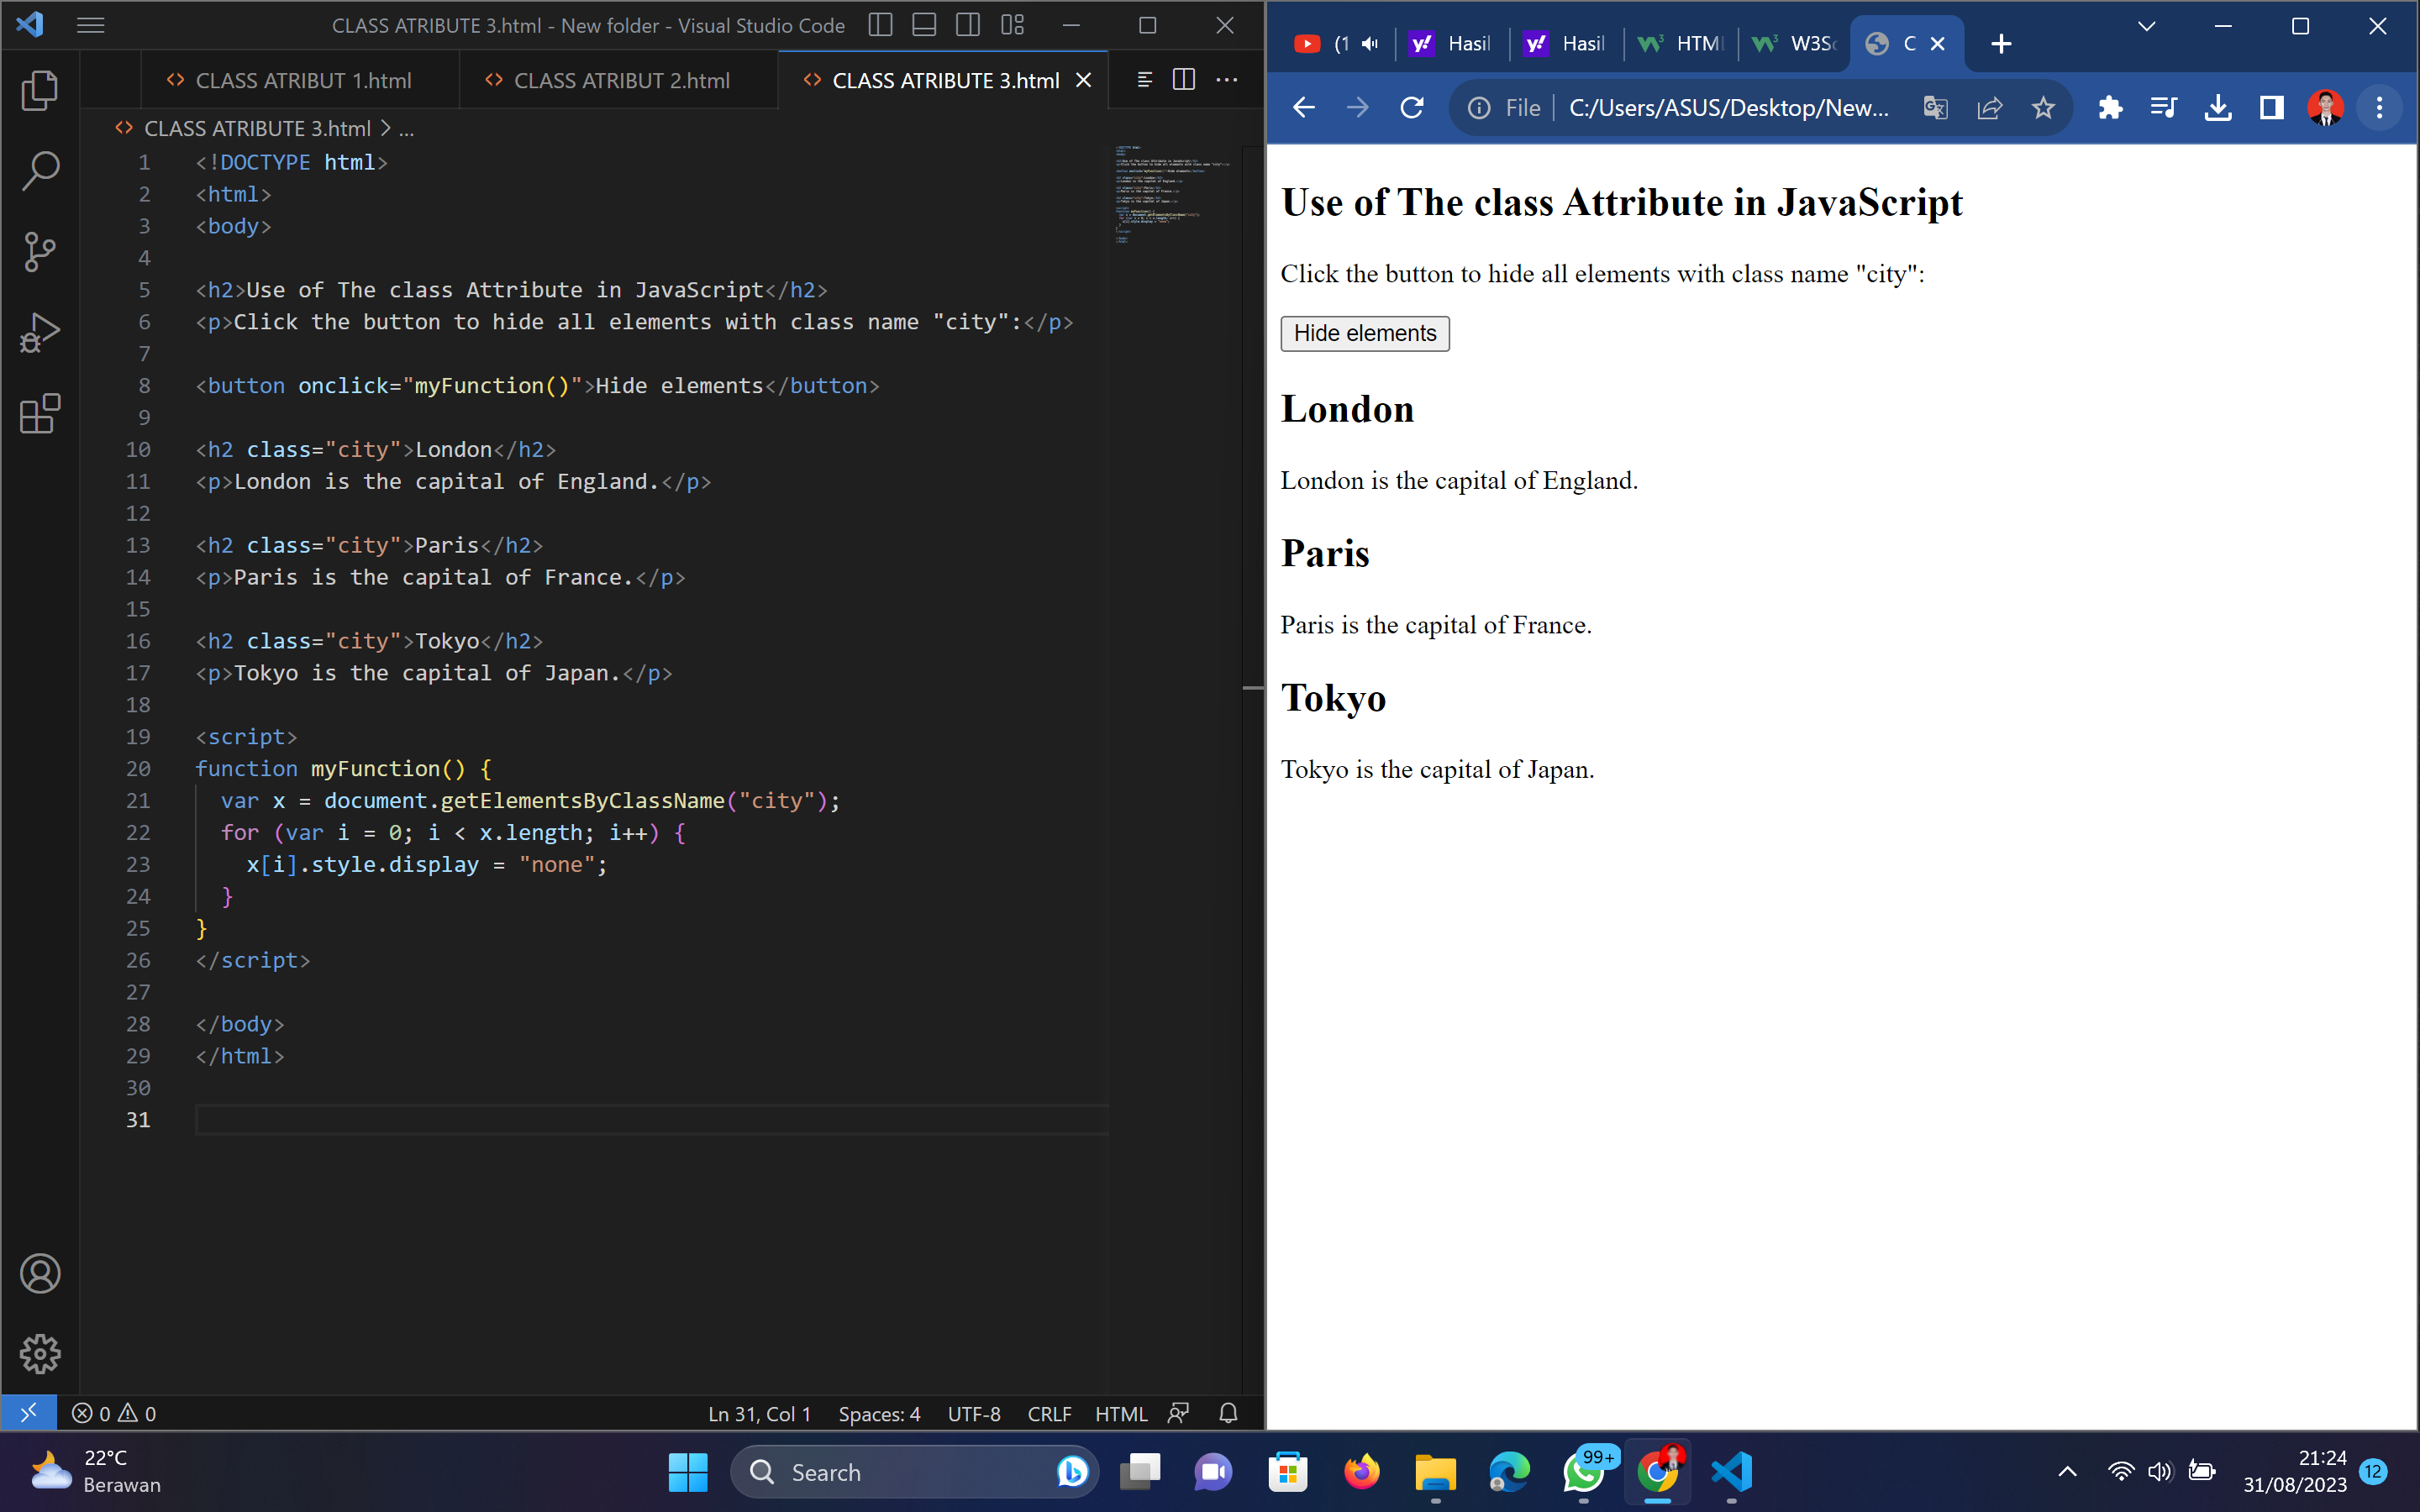 CLASS ATRIBUTE 3.html - New folder - Visual Studio Code
CLASS ATRIBUT 1.html
CLASS ATRIBUT 2.html
CLASS ATRIBUTE 3.html
CLASS ATRIBUTE 3.html > ...
1 <!DOCTYPE html>
2 <html>
3 <body>
4
5 <h2>Use of The class Attribute in JavaScript</h2>
6 <p>Click the button to hide all elements with class name "city":</p>
7
8 <button onclick="myFunction()">Hide elements</button>
9
10 <h2 class="city">London</h2>
11 <p>London is the capital of England.</p>
12
13 <h2 class="city">Paris</h2>
14 <p>Paris is the capital of France.</p>
15
16 <h2 class="city">Tokyo</h2>
17 <p>Tokyo is the capital of Japan.</p>
18
19 <script>
20 function myFunction() {
21 var x = document.getElementsByClassName("city");
22 for (var i = 0; i < x.length; i++) {
23 x[i].style.display = "none";
24 }
25 }
26 </script>
27
28 </body>
29 </html>
30
31
0 0
Ln 31, Col 1 Spaces: 4 UTF-8 CRLF HTML
(1 Hasil Hasil HTML W3Sc C
File C:/Users/ASUS/Desktop/New...
Use of The class Attribute in JavaScript
Click the button to hide all elements with class name "city":
Hide elements
London
London is the capital of England.
Paris
Paris is the capital of France.
Tokyo
Tokyo is the capital of Japan.
22°C
Berawan
Search
99+
21:24
31/08/2023
12